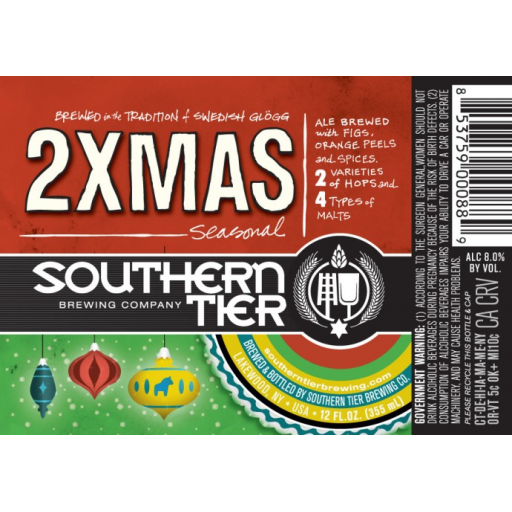 BREWED in the TRADITION of SWEDISH GLÖGG
2XMAS
Seasonal
ALE BREWED
with FIGS,
ORANGE PEELS
and SPICES.
2 VARIETIES
of HOPS and
4 TYPES of
MALTS
SOUTHERN
TIER
BREWING COMPANY
southerntierbrewing.com
BREWED & BOTTLED BY SOUTHERN TIER BREWING CO.
LAKEWOOD, NY • USA • 12 FL.OZ. (355 mL)
GOVERNMENT WARNING: (1) ACCORDING TO THE SURGEON GENERAL, WOMEN SHOULD NOT
DRINK ALCOHOLIC BEVERAGES DURING PREGNANCY BECAUSE OF THE RISK OF BIRTH DEFECTS. (2)
CONSUMPTION OF ALCOHOLIC BEVERAGES IMPAIRS YOUR ABILITY TO DRIVE A CAR OR OPERATE
MACHINERY, AND MAY CAUSE HEALTH PROBLEMS.
PLEASE RECYCLE THIS BOTTLE & CAP
CT-DE-HI-IA-MA-ME-NY
OR-VT 5¢ OK+ MI10¢
CA CRV
8 53759 00088 9
ALC 8.0%
BY VOL.